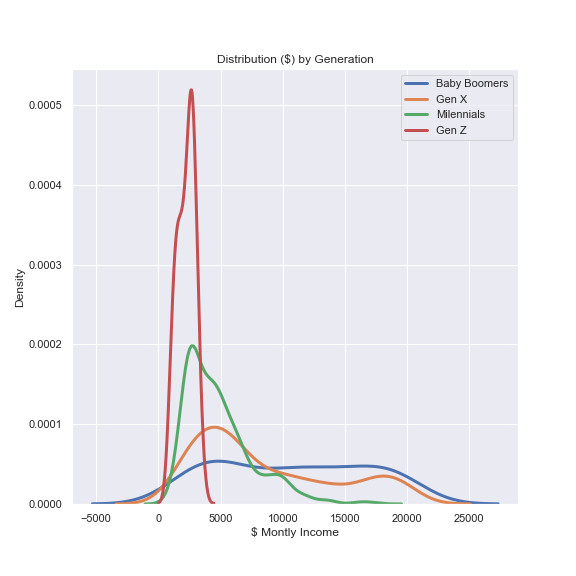 Distribution ($) by Generation
Baby Boomers
Gen X
Milennials
Gen Z
0.0005
0.0004
0.0003
0.0002
0.0001
0.0000
Density
−5000 0 5000 10000 15000 20000 25000
$ Montly Income